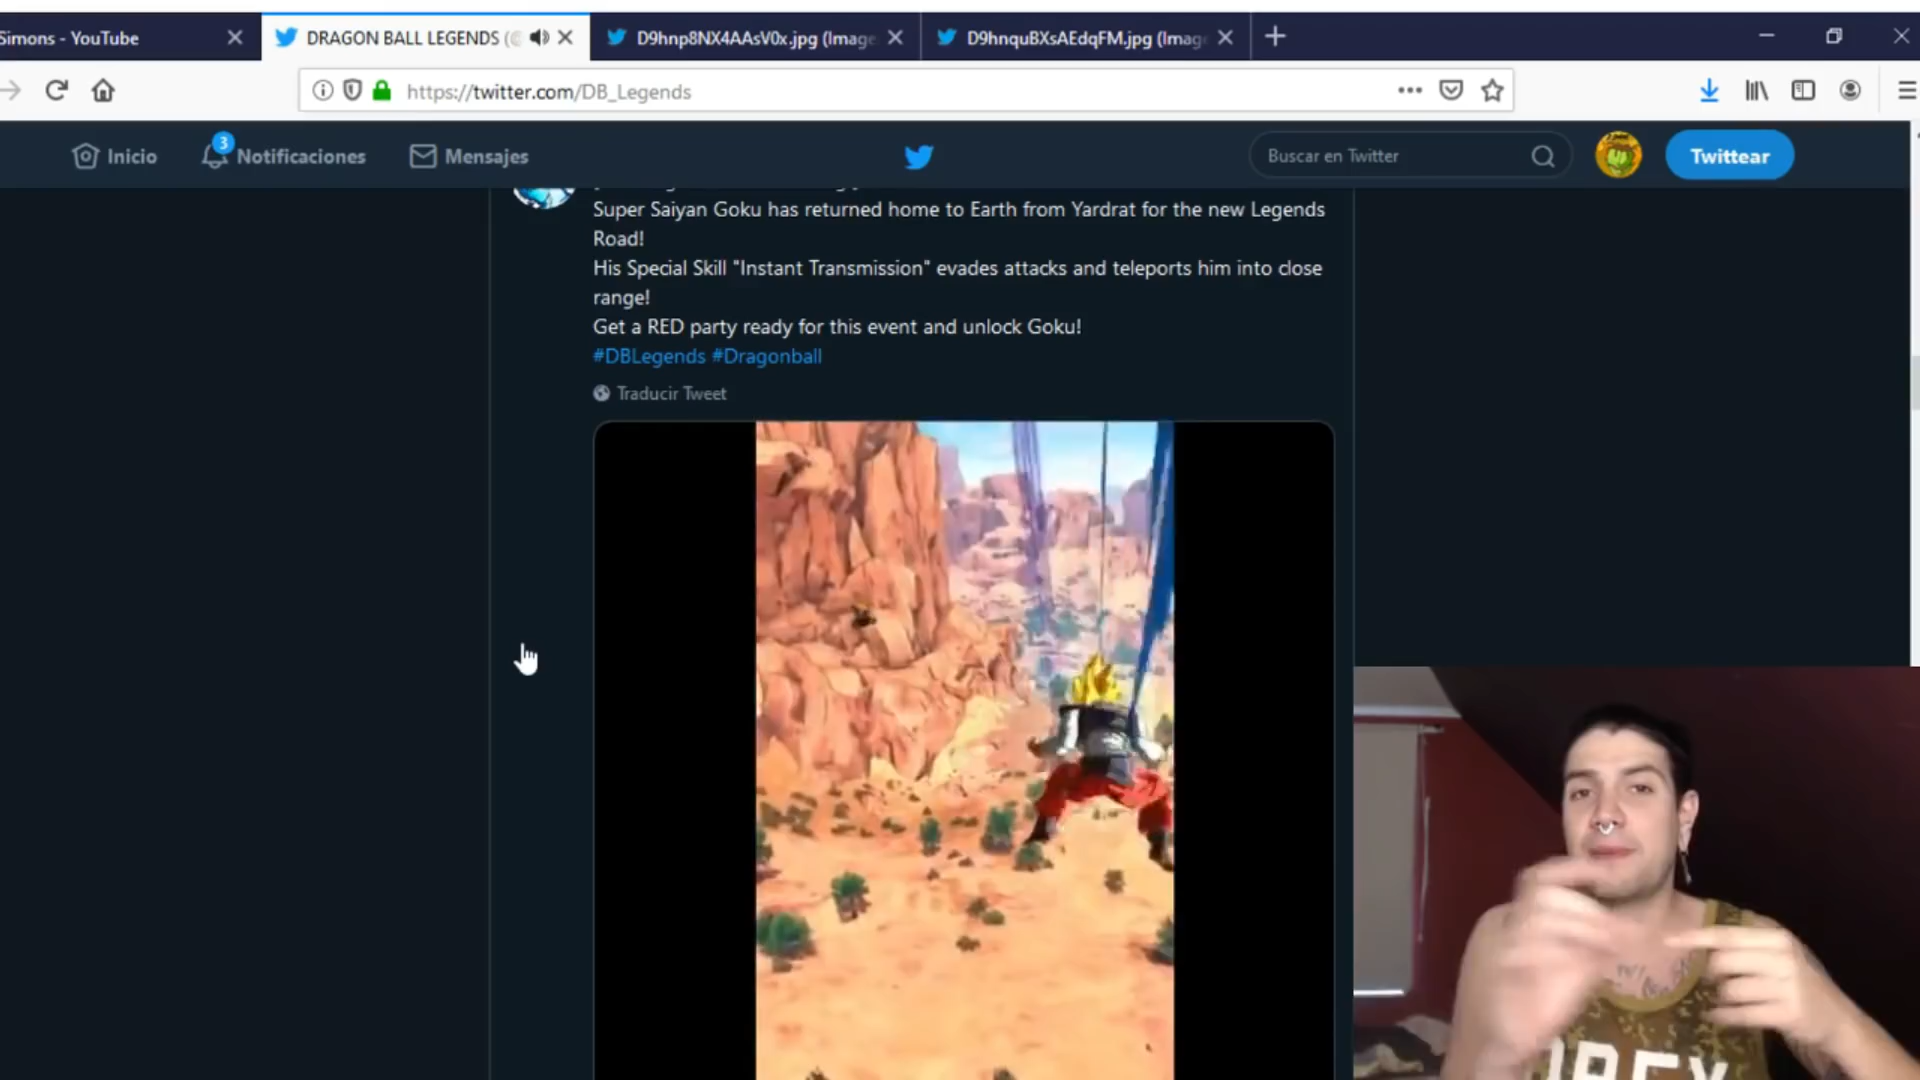 Simons - YouTube
DRAGON BALL LEGENDS (@
D9hnp8NX4AAsV0x.jpg (Image
D9hnquBXsAEdqFM.jpg (Imag
https://twitter.com/DB_Legends
Inicio
3
Notificaciones
Mensajes
Buscar en Twitter
Twittear
Super Saiyan Goku has returned home to Earth from Yardrat for the new Legends
Road!
His Special Skill "Instant Transmission" evades attacks and teleports him into close
range!
Get a RED party ready for this event and unlock Goku!
#DBLegends #Dragonball
Traducir Tweet
OBEY